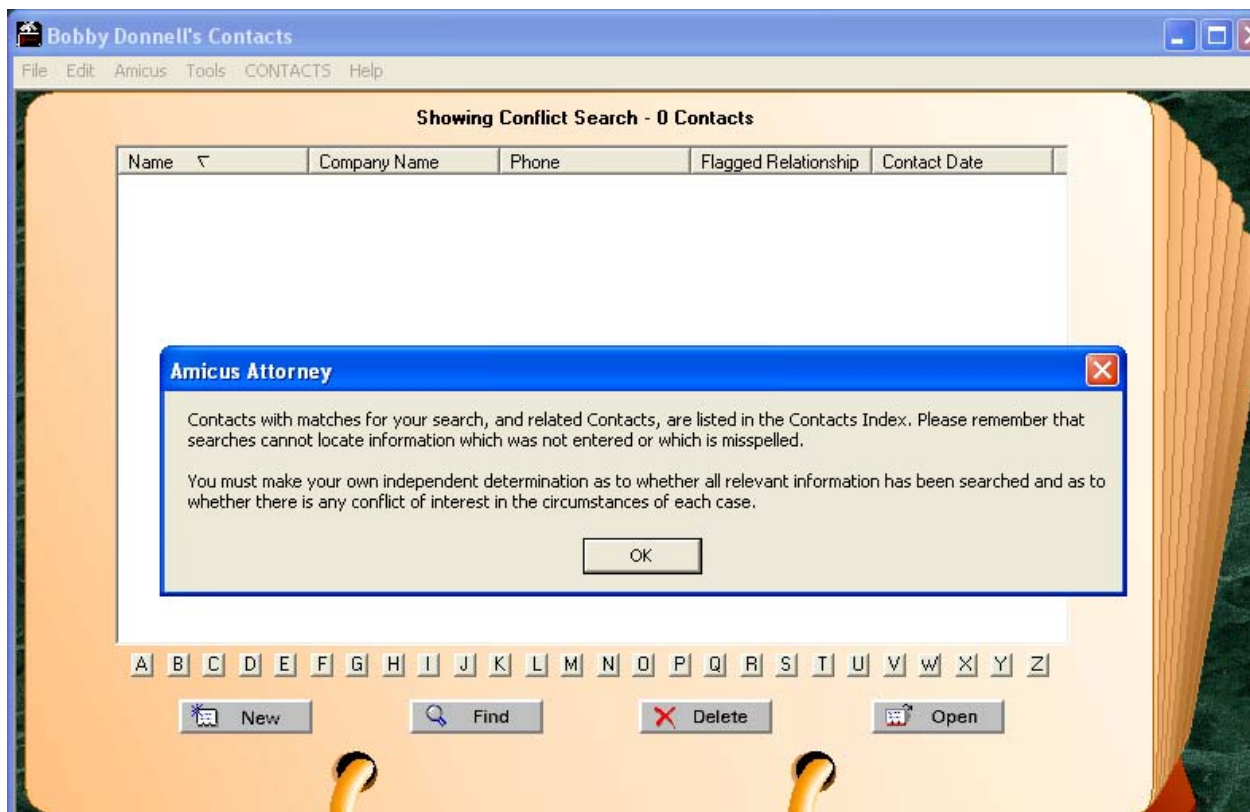 Bobby Donnell's Contacts
File Edit Amicus Tools CONTACTS Help
Showing Conflict Search - 0 Contacts
Name Company Name Phone Flagged Relationship Contact Date
Amicus Attorney
Contacts with matches for your search, and related Contacts, are listed in the Contacts Index. Please remember that
searches cannot locate information which was not entered or which is misspelled.
You must make your own independent determination as to whether all relevant information has been searched and as to
whether there is any conflict of interest in the circumstances of each case.
OK
A B C D E F G H I J K L M N O P Q R S T U V W X Y Z
New Find Delete Open